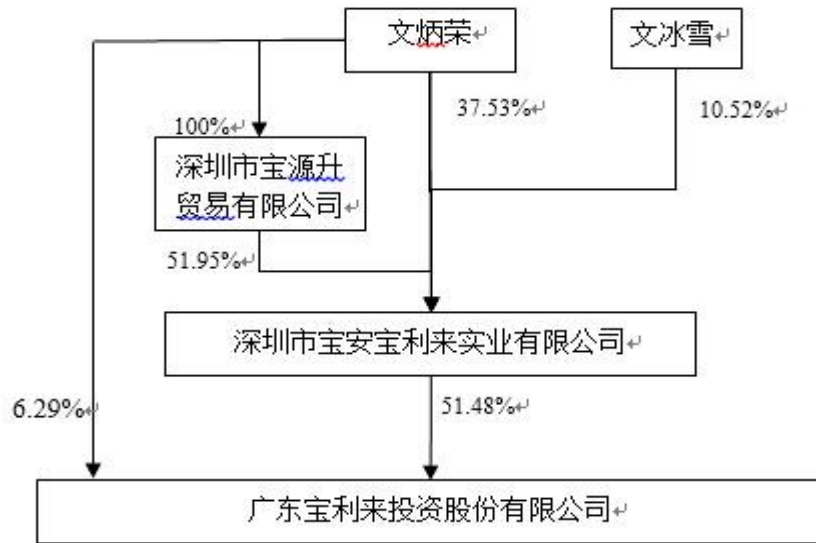 文炳荣↵
文冰雪↵
37.53%↵
10.52%↵
100%↵
深圳市宝源升
贸易有限公司↵
51.95%↵
深圳市宝安宝利来实业有限公司↵
6.29%↵
51.48%↵
广东宝利来投资股份有限公司↵